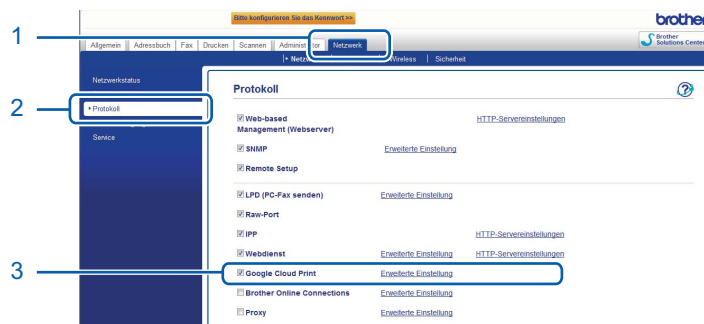 Bitte konfigurieren Sie das Kennwort>>
brother
1
Allgemein Adressbuch Fax Drucken Scannen Netzwerk
Brother
Solutions Center
Wireless Sicherheit
Netzwerkstatus
Protokoll
2
Protokoll
Service
Web-based
Management (Webserver) HTTP-Servereinstellungen
SNMP Erweiterte Einstellung
Remote Setup
LPD (PC-Fax senden) Erweiterte Einstellung
Raw-Port
IPP HTTP-Servereinstellungen
Webdienst Erweiterte Einstellung HTTP-Servereinstellungen
3
Google Cloud Print Erweiterte Einstellung
Brother Online Connections Erweiterte Einstellung
Proxy Erweiterte Einstellung